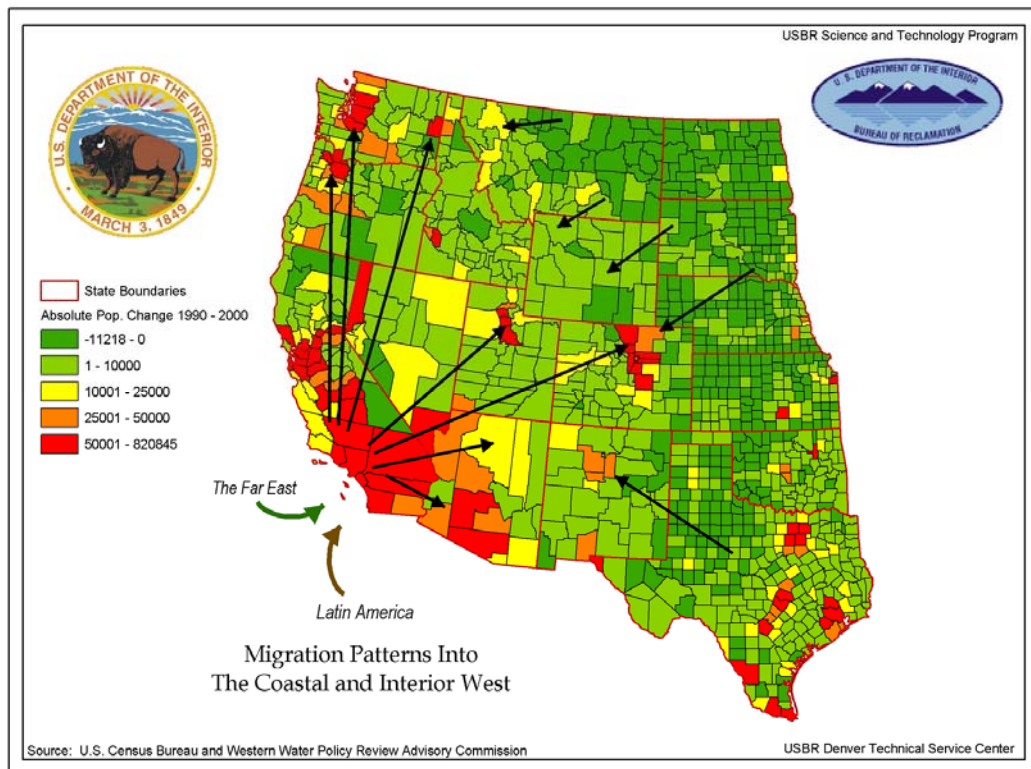 USBR Science and Technology Program
U.S. DEPARTMENT OF THE INTERIOR
MARCH 3, 1849
U. S. DEPARTMENT OF THE INTERIOR
BUREAU OF RECLAMATION
State Boundaries
Absolute Pop. Change 1990 - 2000
-11218 - 0
1 - 10000
10001 - 25000
25001 - 50000
50001 - 820845
The Far East
Latin America
Migration Patterns Into
The Coastal and Interior West
Source: U.S. Census Bureau and Western Water Policy Review Advisory Commission
USBR Denver Technical Service Center